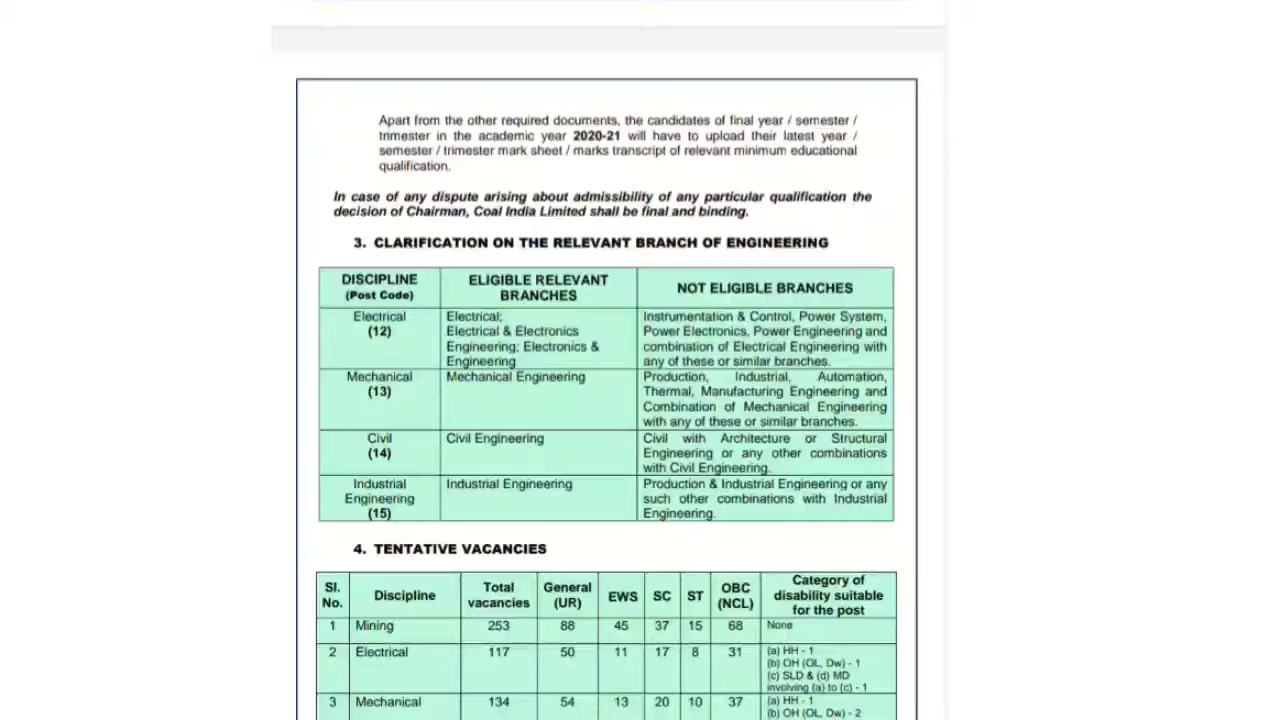 Apart from the other required documents, the candidates of final year / semester /
trimester in the academic year 2020-21 will have to upload their latest year /
semester / trimester mark sheet / marks transcript of relevant minimum educational
qualification.
In case of any dispute arising about admissibility of any particular qualification the
decision of Chairman, Coal India Limited shall be final and binding.
3. CLARIFICATION ON THE RELEVANT BRANCH OF ENGINEERING
DISCIPLINE
(Post Code)
ELIGIBLE RELEVANT
BRANCHES
NOT ELIGIBLE BRANCHES
Electrical
(12)
Electrical;
Electrical & Electronics
Engineering; Electronics &
Engineering
Instrumentation & Control, Power System,
Power Electronics, Power Engineering and
combination of Electrical Engineering with
any of these or similar branches.
Mechanical
(13)
Mechanical Engineering
Production, Industrial, Automation,
Thermal, Manufacturing Engineering and
Combination of Mechanical Engineering
with any of these or similar branches.
Civil
(14)
Civil Engineering
Civil with Architecture or Structural
Engineering or any other combinations
with Civil Engineering.
Industrial
Engineering
(15)
Industrial Engineering
Production & Industrial Engineering or any
such other combinations with Industrial
Engineering.
4. TENTATIVE VACANCIES
Sl.
No.
Discipline
Total
vacancies
General
(UR)
EWS
SC
ST
OBC
(NCL)
Category of
disability suitable
for the post
1 Mining 253 88 45 37 15 68 None
2 Electrical 117 50 11 17 8 31 (a) HH - 1
(b) OH (OL, Dw) - 1
(c) SLD & (d) MD
involving (a) to (c) - 1
3 Mechanical 134 54 13 20 10 37 (a) HH - 1
(b) OH (OL, Dw) - 2